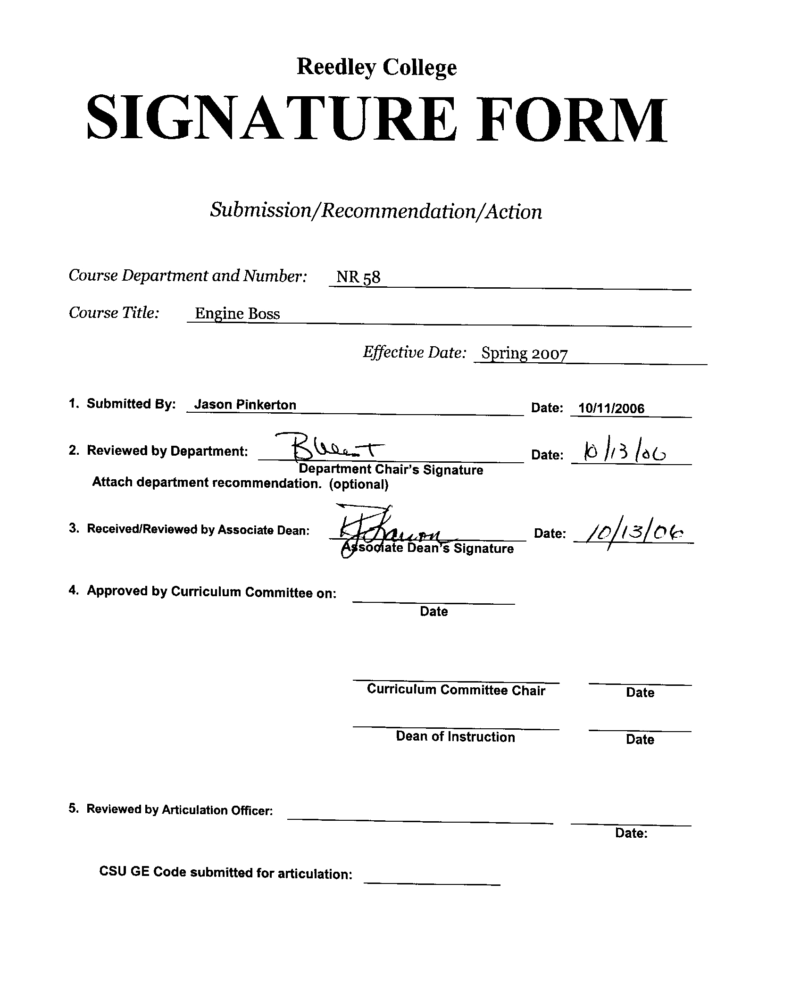 Reedley College
SIGNATURE FORM
Submission/Recommendation/Action
Course Department and Number: NR 58
Course Title: Engine Boss
Effective Date: Spring 2007
1. Submitted By: Jason Pinkerton Date: 10/11/2006
2. Reviewed by Department: Date: 10/13/06
Department Chair's Signature
Attach department recommendation. (optional)
3. Received/Reviewed by Associate Dean: Date: 10/13/06
Associate Dean's Signature
4. Approved by Curriculum Committee on:
Date
Curriculum Committee Chair Date
Dean of Instruction Date
5. Reviewed by Articulation Officer:
Date:
CSU GE Code submitted for articulation: